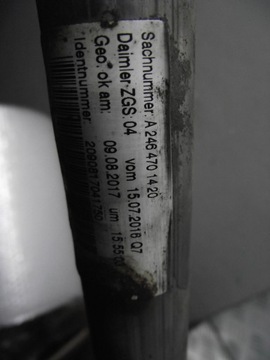 Sachnummer: A 246 470 14 20
Daimler-ZGS: 04 vom 15.07.2016 Q7
Geo. ok am: 09.08.2017 um 15:55:00
Identnummer: